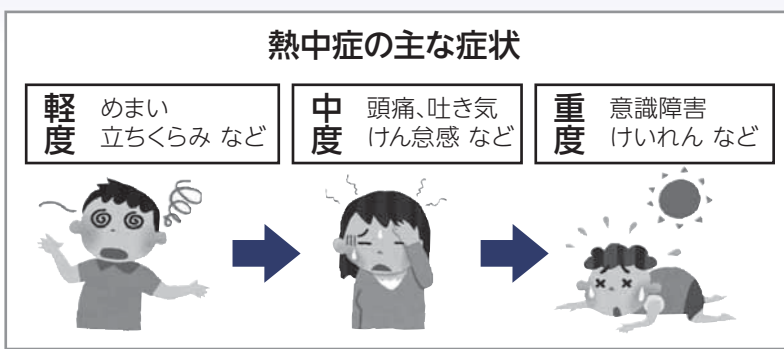 熱中症の主な症状
軽度
めまい
立ちくらみ など
中度
頭痛、吐き気
けん怠感 など
重度
意識障害
けいれん など